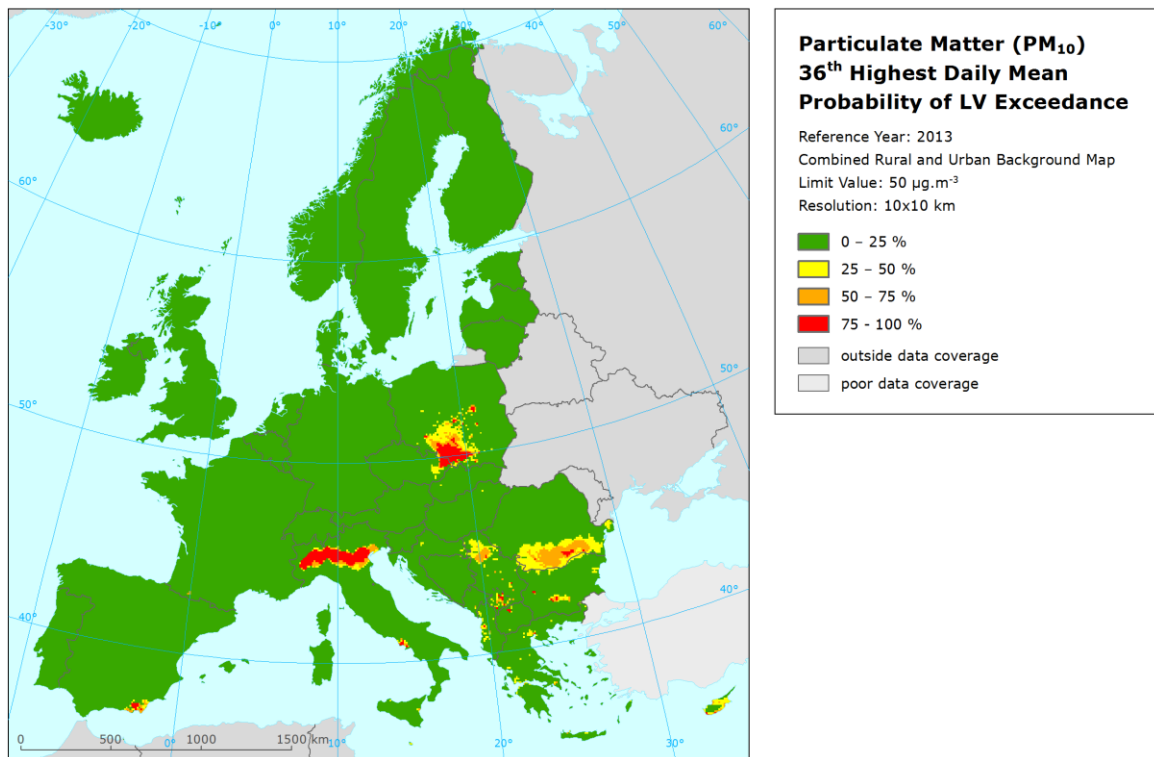 -30°
-20°
-10°
0°
10°
20°
30°
40°
50°
60°
60°
60°
50°
50°
40°
40°
0°
10°
20°
30°
0 500 1000 1500 km
Particulate Matter (PM₁₀)
36ᵗʰ Highest Daily Mean
Probability of LV Exceedance
Reference Year: 2013
Combined Rural and Urban Background Map
Limit Value: 50 µg.m⁻³
Resolution: 10x10 km
0 – 25 %
25 – 50 %
50 – 75 %
75 - 100 %
outside data coverage
poor data coverage